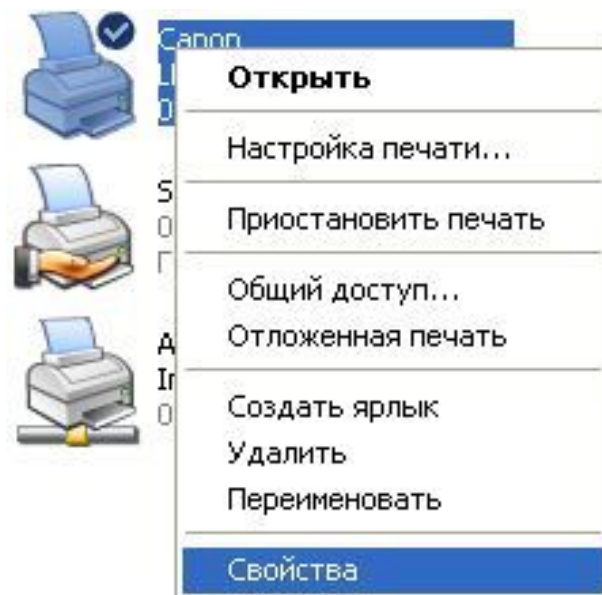 Canon
Открыть
Настройка печати...
Приостановить печать
Общий доступ...
Отложенная печать
Создать ярлык
Удалить
Переименовать
Свойства